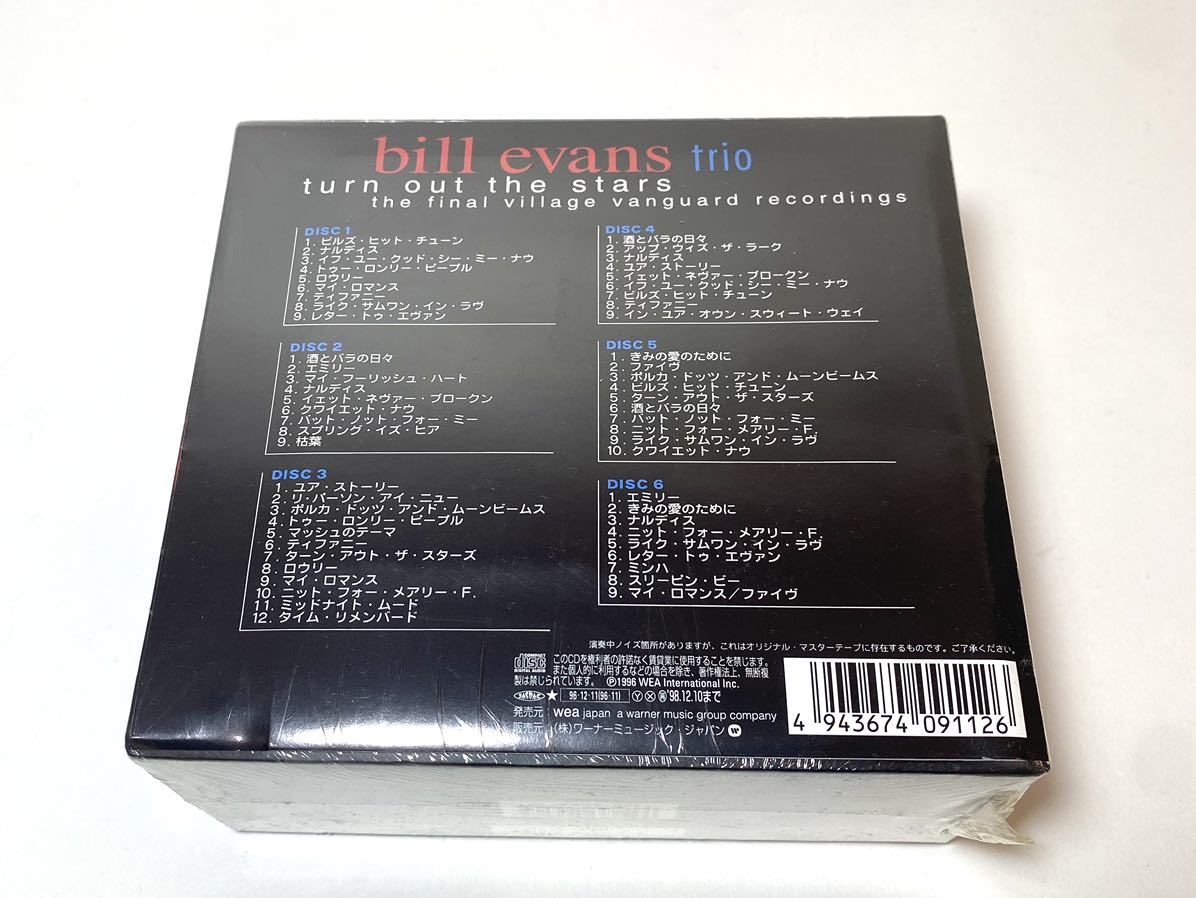 bill evans trio
turn out the stars
the final village vanguard recordings
DISC 1
1. ビルズ・ヒット・チューン
2. ナルディス
3. イフ・ユー・クッド・シー・ミー・ナウ
4. トゥー・ロンリー・ピープル
5. ロウリー
6. マイ・ロマンス
7. ティファニー
8. ライク・サムワン・イン・ラヴ
9. レター・トゥ・エヴァン
DISC 2
1. 酒とバラの日々
2. エミリー
3. マイ・フーリッシュ・ハート
4. ナルディス
5. イェット・ネヴァー・ブロークン
6. クワイエット・ナウ
7. バット・ノット・フォー・ミー
8. スプリング・イズ・ヒア
9. 枯葉
DISC 3
1. ユア・ストーリー
2. リ・パーソン・アイ・ニュー
3. ポルカ・ドッツ・アンド・ムーンビームス
4. トゥー・ロンリー・ピープル
5. マッシュのテーマ
6. ティファニー
7. ターン・アウト・ザ・スターズ
8. ロウリー
9. マイ・ロマンス
10. ニット・フォー・メアリー・F.
11. ミッドナイト・ムード
12. タイム・リメンバード
DISC 4
1. 酒とバラの日々
2. アップ・ウィズ・ザ・ラーク
3. ナルディス
4. ユア・ストーリー
5. イェット・ネヴァー・ブロークン
6. イフ・ユー・クッド・シー・ミー・ナウ
7. ビルズ・ヒット・チューン
8. ティファニー
9. イン・ユア・オウン・スウィート・ウェイ
DISC 5
1. きみの愛のために
2. ファイヴ
3. ポルカ・ドッツ・アンド・ムーンビームス
4. ビルズ・ヒット・チューン
5. ターン・アウト・ザ・スターズ
6. 酒とバラの日々
7. バット・ノット・フォー・ミー
8. ニット・フォー・メアリー・F.
9. ライク・サムワン・イン・ラヴ
10. クワイエット・ナウ
DISC 6
1. エミリー
2. きみの愛のために
3. ナルディス
4. ニット・フォー・メアリー・F.
5. ライク・サムワン・イン・ラヴ
6. レター・トゥ・エヴァン
7. ミンハ
8. スリーピン・ビー
9. マイ・ロマンス/ファイヴ
演奏中ノイズ箇所がありますが、これはオリジナル・マスターテープに存在するものです。ご了承ください。
COMPACT disc DIGITAL AUDIO
このCDを権利者の許諾なく賃貸業に使用することを禁じます。
また個人的に利用するなどの場合を除き、著作権法上、無断複
製は禁じられています。 ℗1996 WEA International Inc.
★ 96・12・11(96・11) Ⓨ Ⓧ '98.12.10まで
発売元：wea japan a warner music group company
販売元：(株)ワーナーミュージック・ジャパン
4 943674 091126